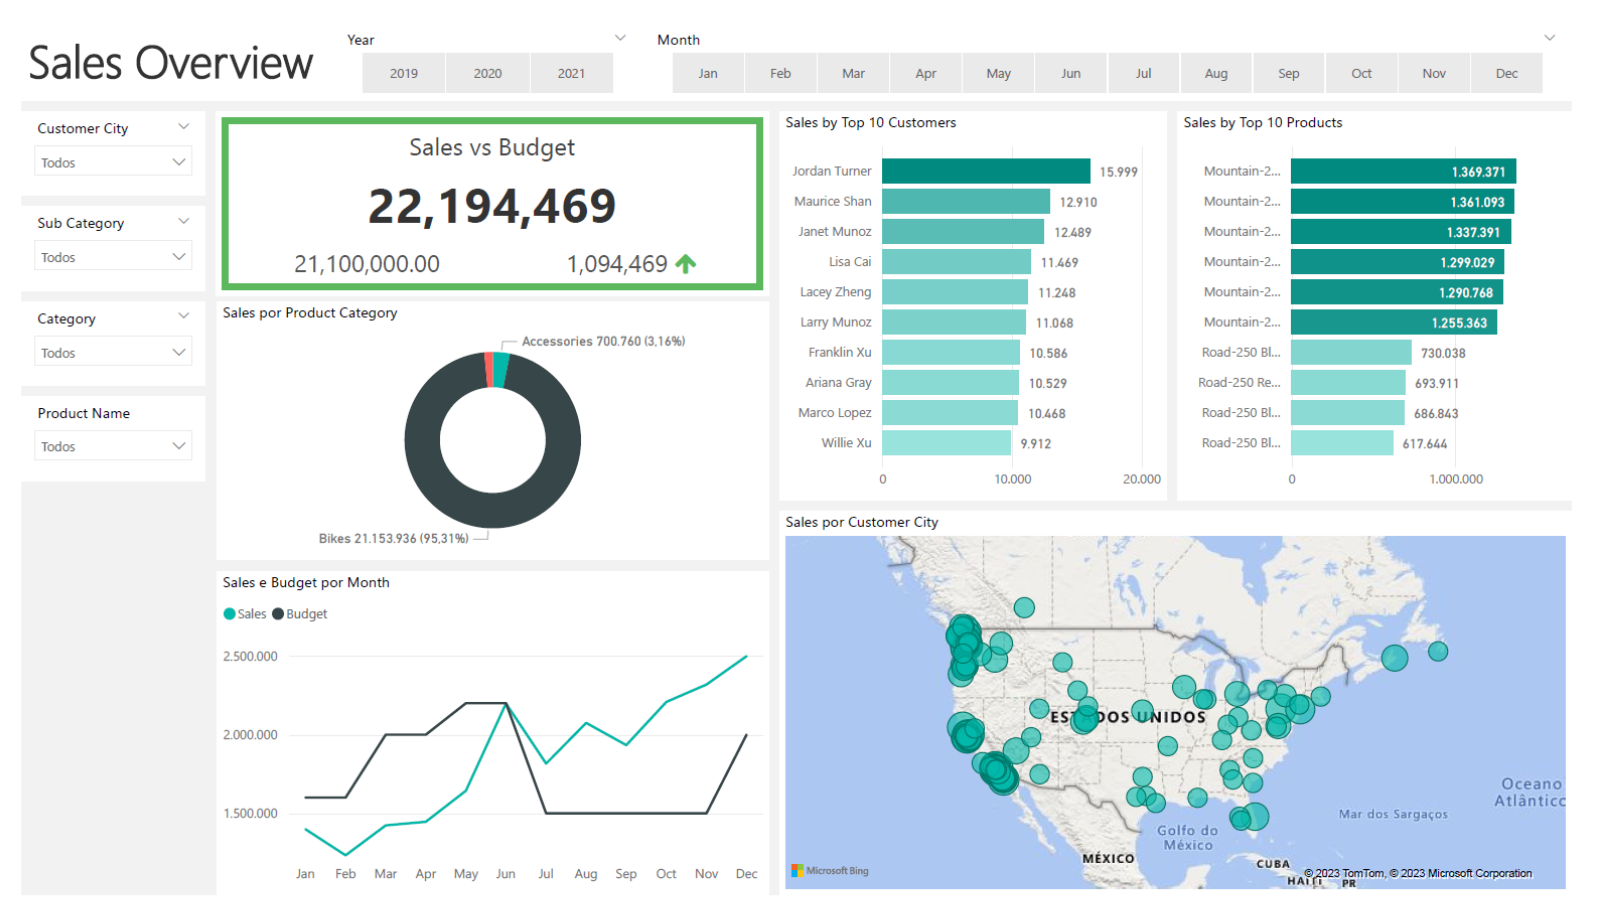 Sales Overview
Year
2019 2020 2021
Month
Jan Feb Mar Apr May Jun Jul Aug Sep Oct Nov Dec
Customer City
Todos
Sub Category
Todos
Category
Todos
Product Name
Todos
Sales vs Budget
22,194,469
21,100,000.00 1,094,469
Sales por Product Category
Accessories 700.760 (3,16%)
Bikes 21.153.936 (95,31%)
Sales e Budget por Month
Sales Budget
2.500.000
2.000.000
1.500.000
Jan Feb Mar Apr May Jun Jul Aug Sep Oct Nov Dec
Sales by Top 10 Customers
Jordan Turner 15.999
Maurice Shan 12.910
Janet Munoz 12.489
Lisa Cai 11.469
Lacey Zheng 11.248
Larry Munoz 11.068
Franklin Xu 10.586
Ariana Gray 10.529
Marco Lopez 10.468
Willie Xu 9.912
0 10.000 20.000
Sales by Top 10 Products
Mountain-2... 1.369.371
Mountain-2... 1.361.093
Mountain-2... 1.337.391
Mountain-2... 1.299.029
Mountain-2... 1.290.768
Mountain-2... 1.255.363
Road-250 Bl... 730.038
Road-250 Re... 693.911
Road-250 Bl... 686.843
Road-250 Bl... 617.644
0 1.000.000
Sales por Customer City
ESTADOS UNIDOS
Oceano
Atlântico
Mar dos Sargaços
Golfo do
México
MÉXICO
CUBA
HAITI PR
Microsoft Bing
© 2023 TomTom, © 2023 Microsoft Corporation